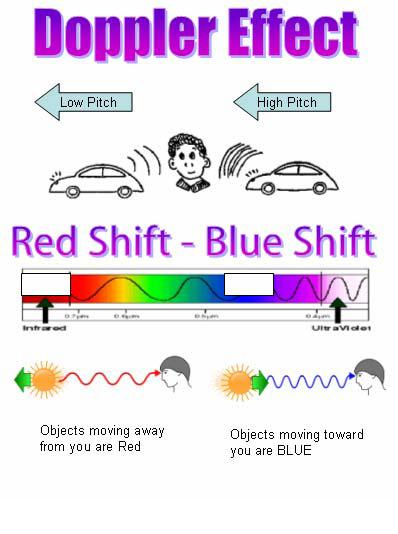 Doppler Effect
Low Pitch
High Pitch
Red Shift - Blue Shift
0.7µm 0.6µm 0.5µm 0.4µm
Infrared UltraViolet
Objects moving away
from you are Red
Objects moving toward
you are BLUE